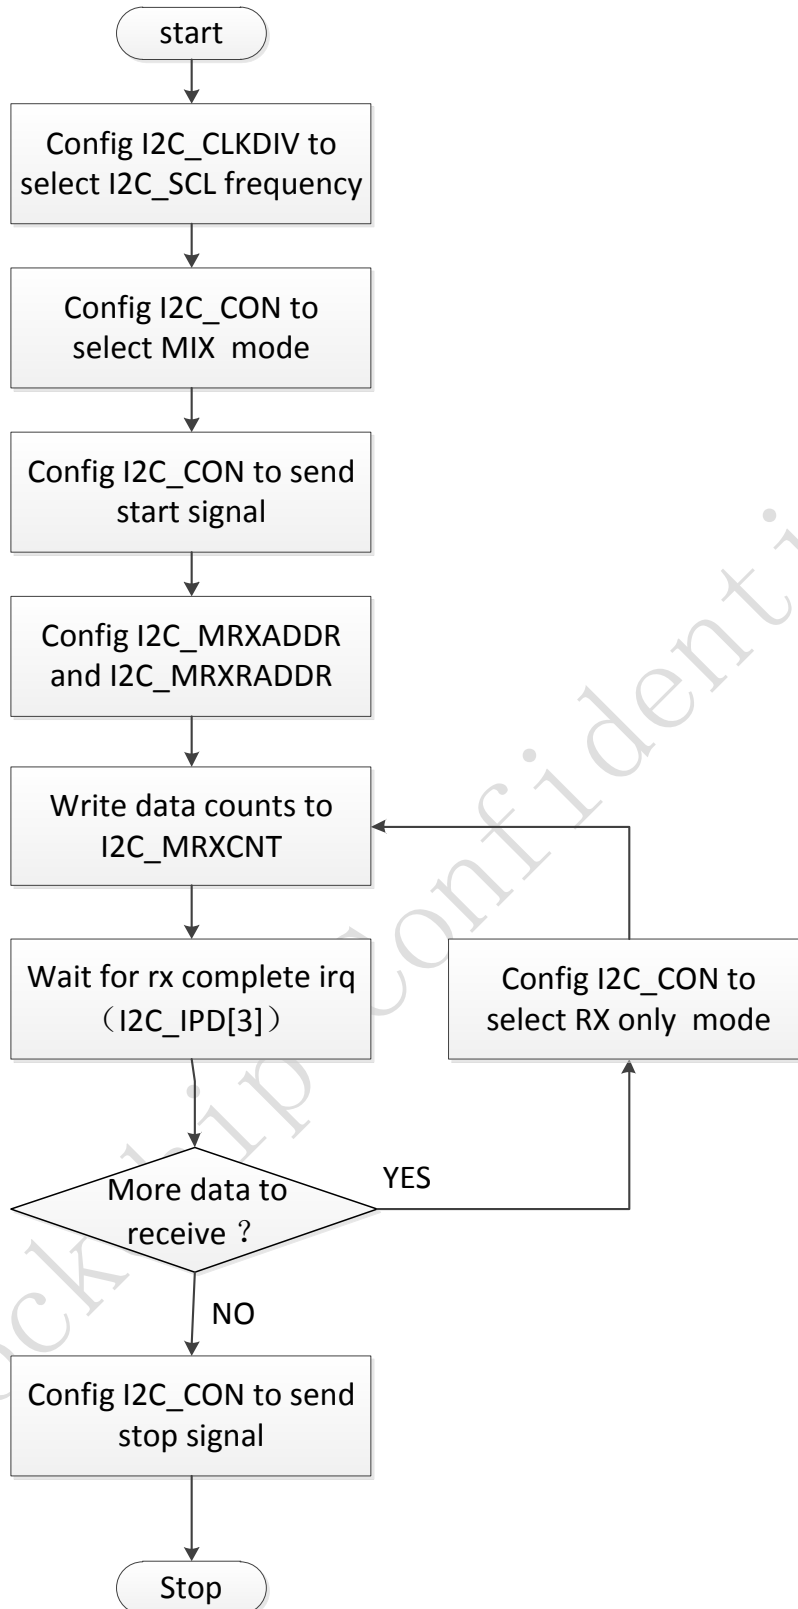 start
Config I2C_CLKDIV to
select I2C_SCL frequency
Config I2C_CON to
select MIX  mode
Config I2C_CON to send
start signal
Config I2C_MRXADDR
and I2C_MRXRADDR
Write data counts to
I2C_MRXCNT
Wait for rx complete irq
（I2C_IPD[3]）
Config I2C_CON to
select RX only  mode
More data to
receive？
YES
NO
Config I2C_CON to send
stop signal
Stop